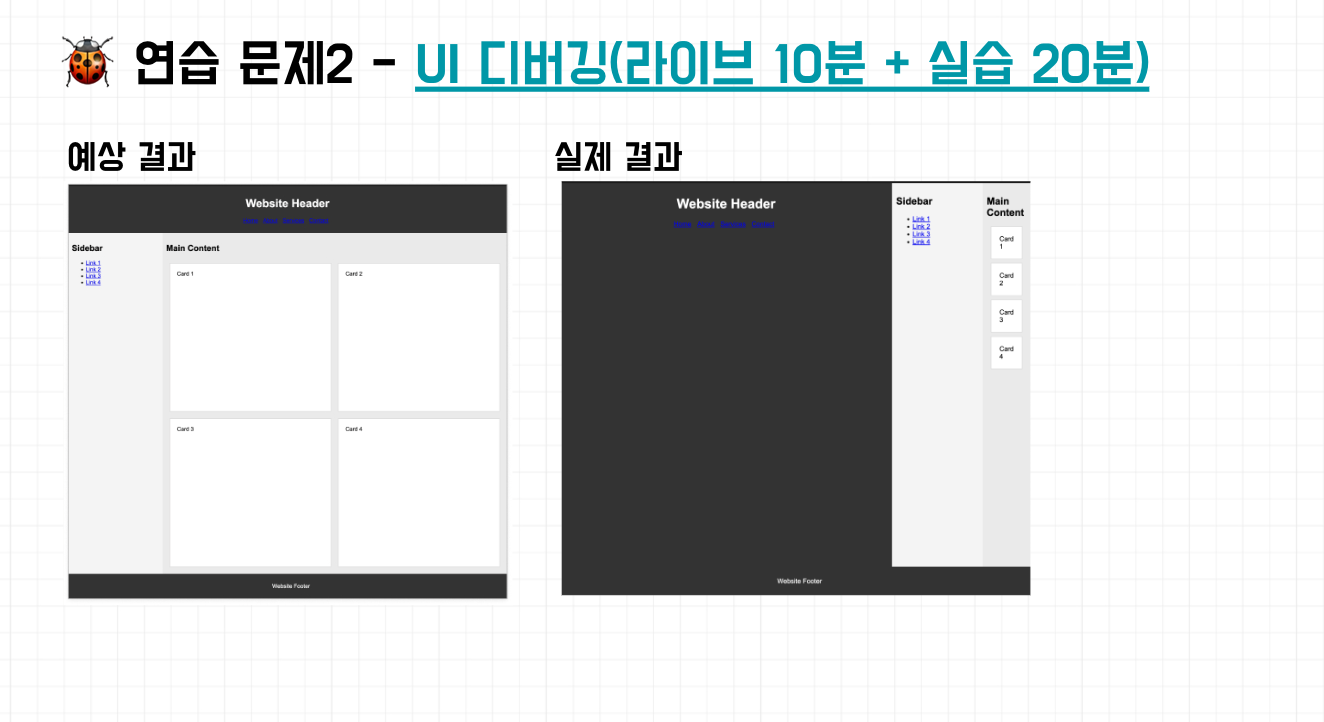 연습 문제2 - UI 디버깅(라이브 10분 + 실습 20분)
예상 결과
Website Header
Home About Services Contact
Sidebar
Link 1
Link 2
Link 3
Link 4
Main Content
Card 1
Card 2
Card 3
Card 4
Website Footer
실제 결과
Website Header
Home About Services Contact
Sidebar
Link 1
Link 2
Link 3
Link 4
Main
Content
Card
1
Card
2
Card
3
Card
4
Website Footer